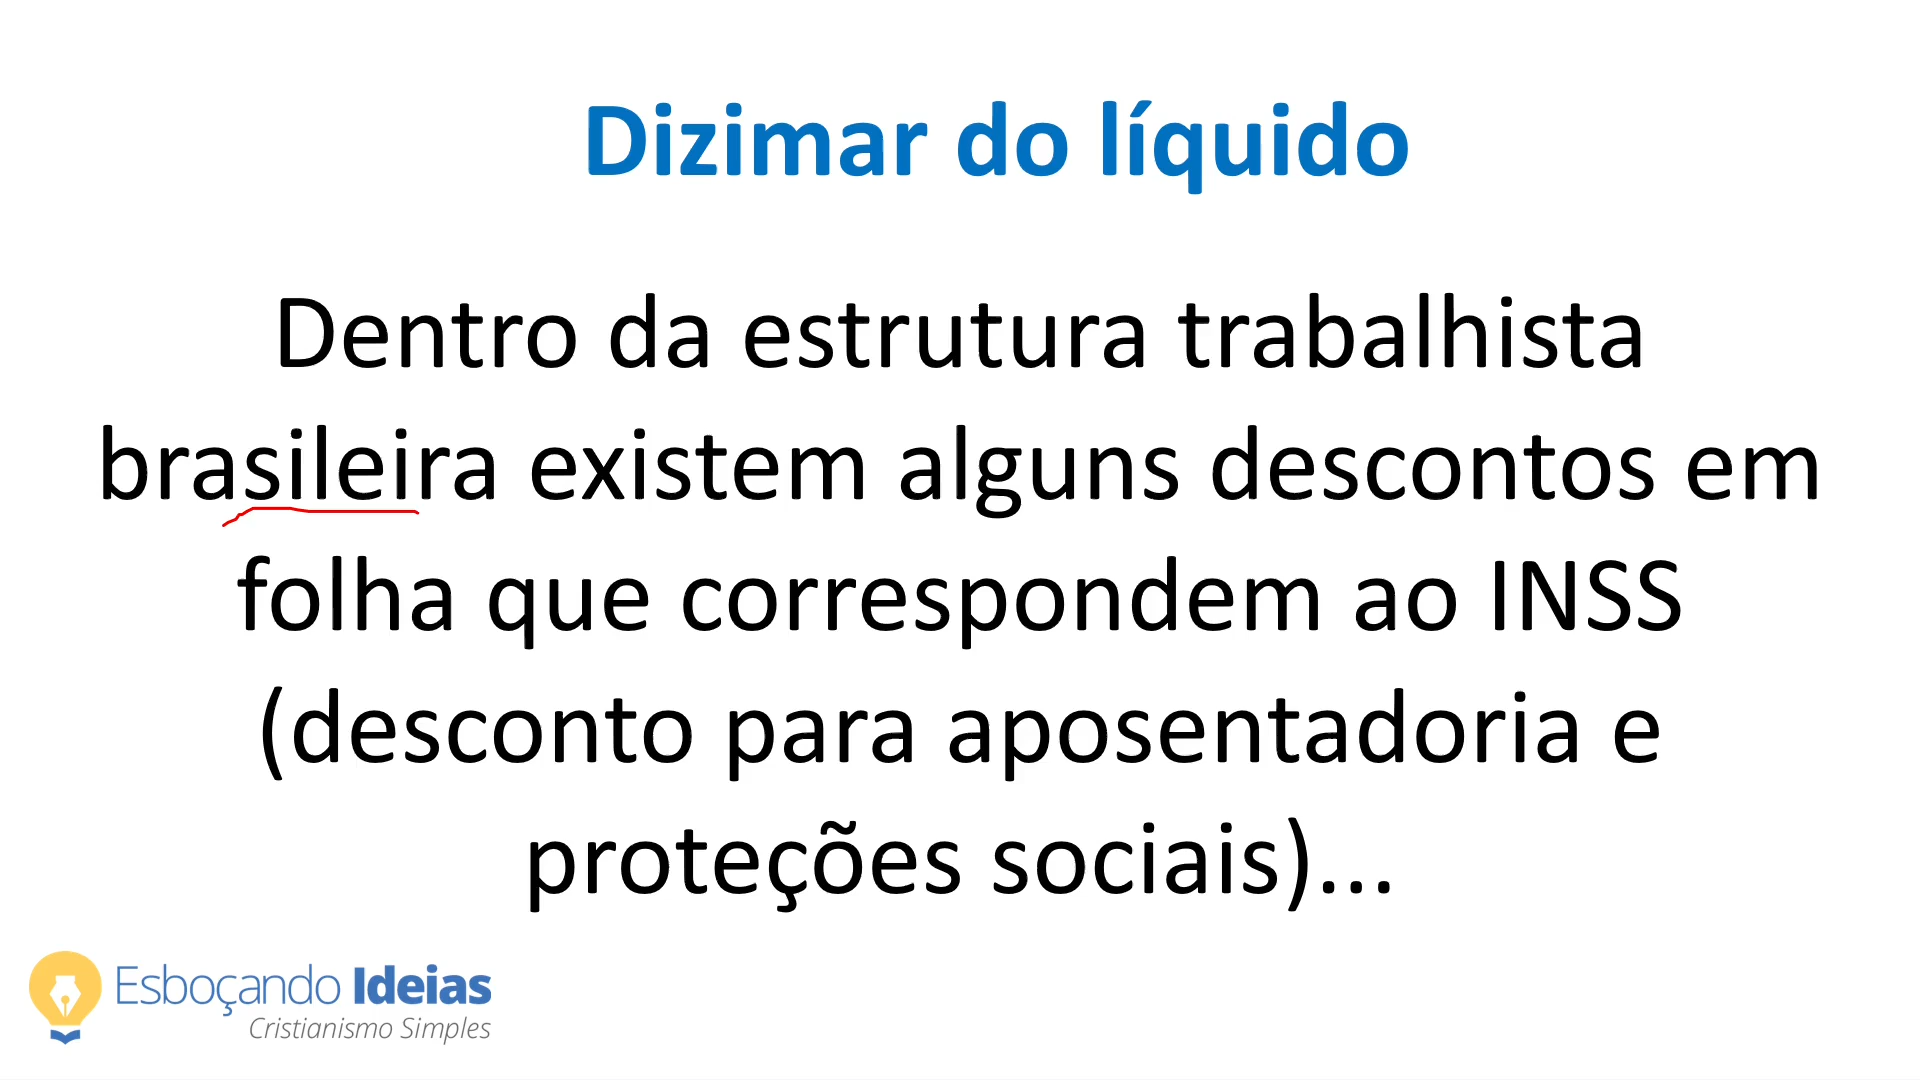 Dizimar do líquido
Dentro da estrutura trabalhista
brasileira existem alguns descontos em
folha que correspondem ao INSS
(desconto para aposentadoria e
proteções sociais)...
Esboçando Ideias
Cristianismo Simples